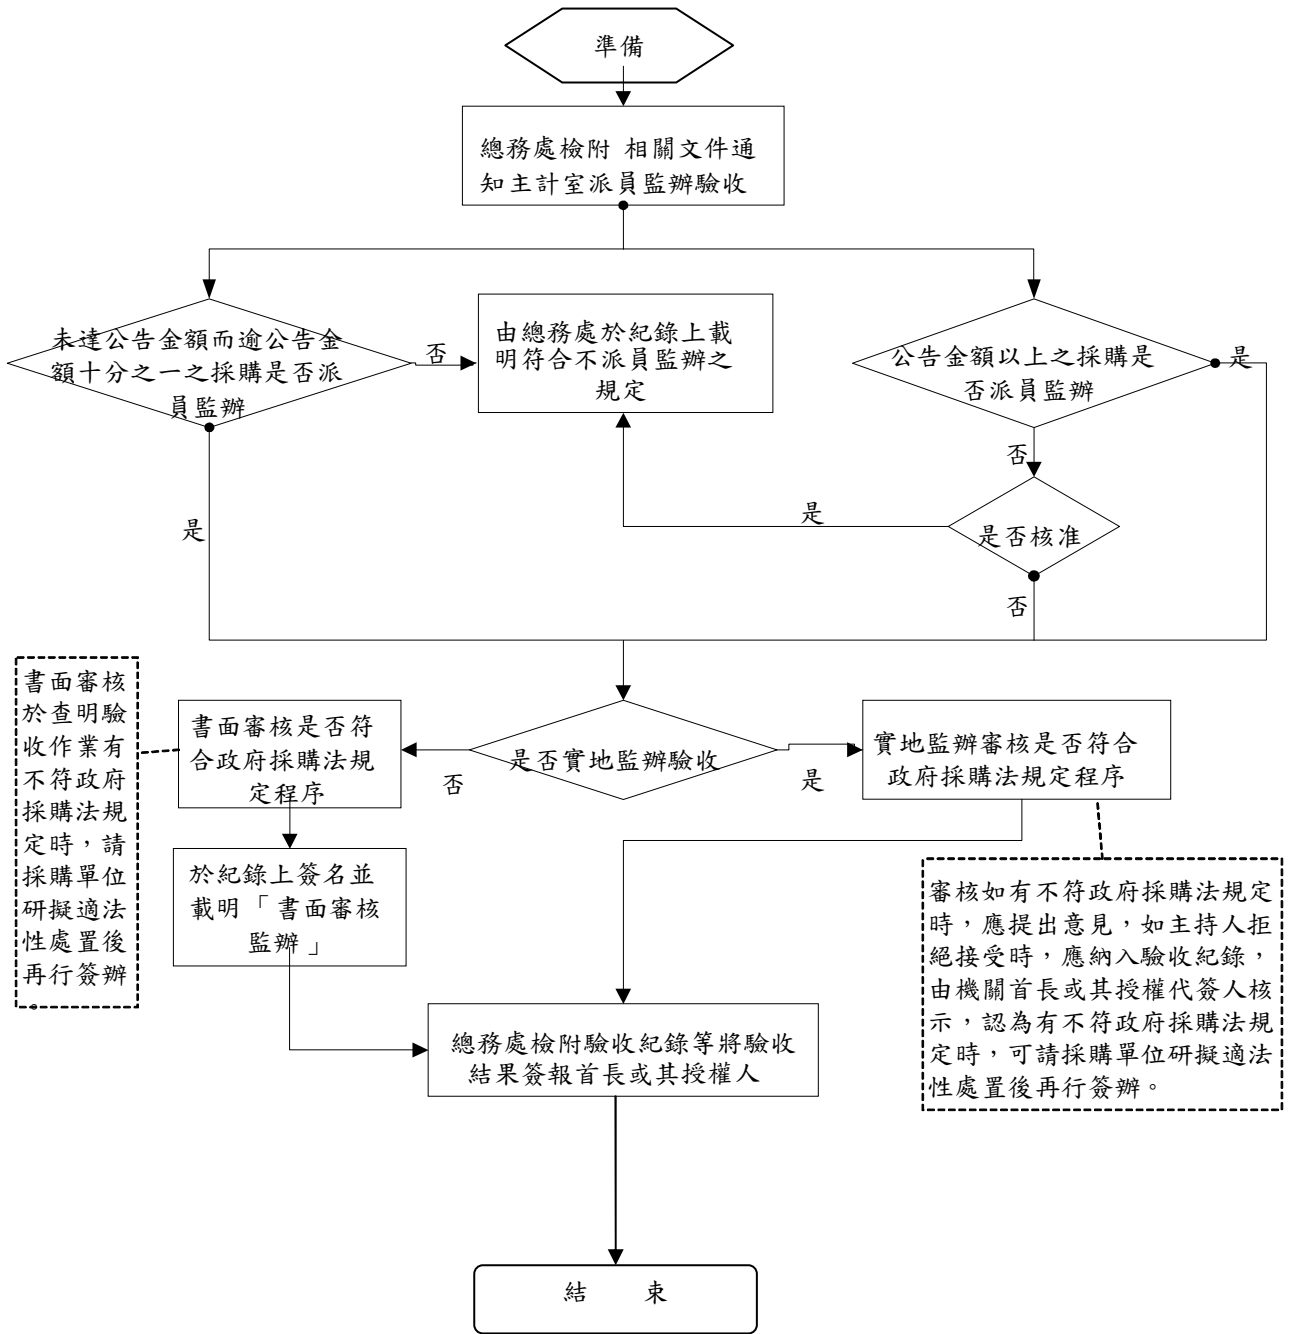 準備
總務處檢附 相關文件通
知主計室派員監辦驗收
未達公告金額而逾公告金
額十分之一之採購是否派
員監辦
否
由總務處於紀錄上載
明符合不派員監辦之
規定
公告金額以上之採購是
否派員監辦
是
否
是
是
是否核准
否
書面審核
於查明驗
收作業有
不符政府
採購法規
定時，請
採購單位
研擬適法
性處置後
再行簽辦
。
書面審核是否符
合政府採購法規
定程序
否
是否實地監辦驗收
是
實地監辦審核是否符合
政府採購法規定程序
於紀錄上簽名並
載明「書面審核
監辦」
審核如有不符政府採購法規定
時，應提出意見，如主持人拒
絕接受時，應納入驗收紀錄，
由機關首長或其授權代簽人核
示，認為有不符政府採購法規
定時，可請採購單位研擬適法
性處置後再行簽辦。
總務處檢附驗收紀錄等將驗收
結果簽報首長或其授權人
結 束